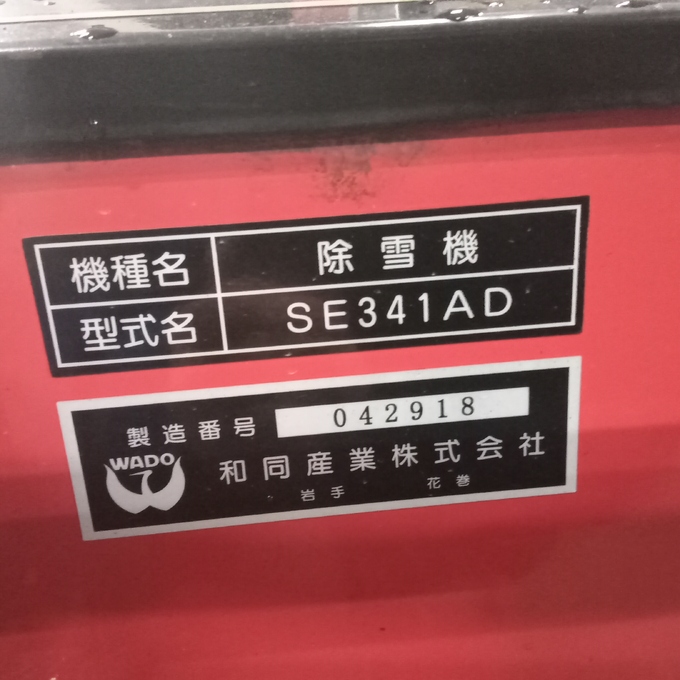 機種名 除雪機
型式名 SE341AD
製造番号 042918
WADO 和同産業株式会社
岩手 花巻